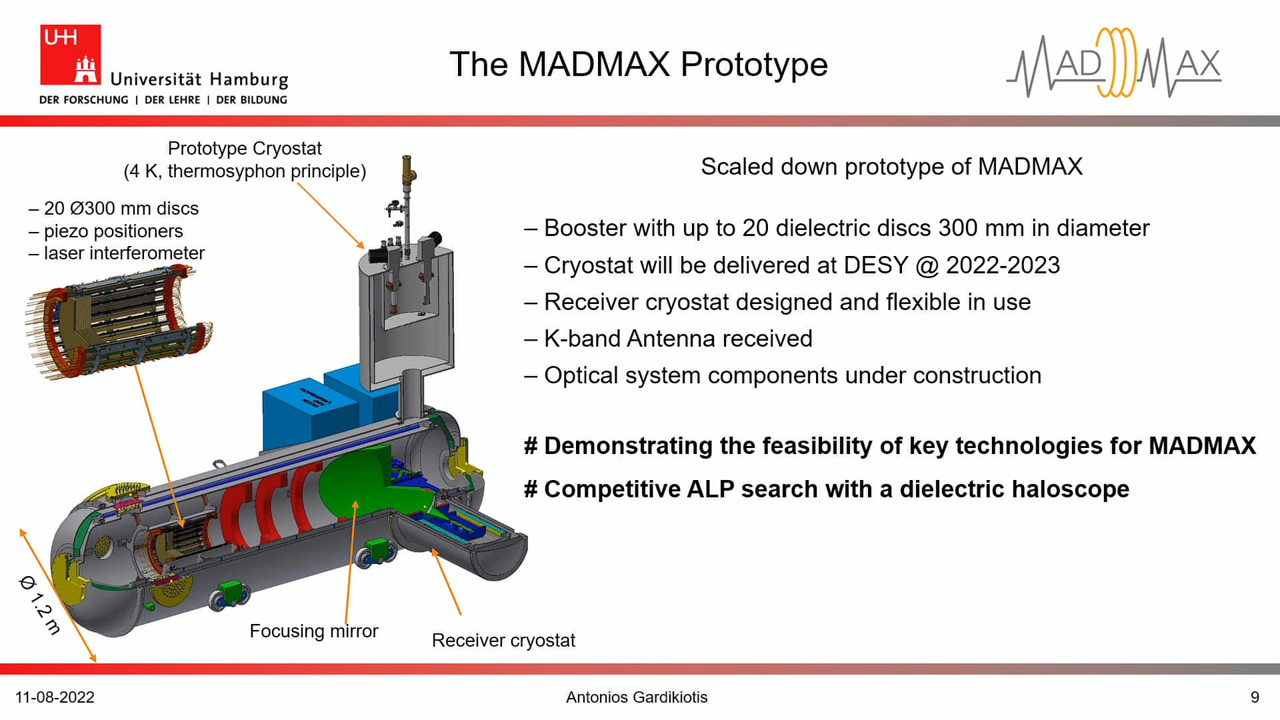 UHH
Universität Hamburg
DER FORSCHUNG | DER LEHRE | DER BILDUNG
The MADMAX Prototype
MADMAX
Prototype Cryostat
(4 K, thermosyphon principle)
– 20 Ø300 mm discs
– piezo positioners
– laser interferometer
Scaled down prototype of MADMAX
– Booster with up to 20 dielectric discs 300 mm in diameter
– Cryostat will be delivered at DESY @ 2022-2023
– Receiver cryostat designed and flexible in use
– K-band Antenna received
– Optical system components under construction
# Demonstrating the feasibility of key technologies for MADMAX
# Competitive ALP search with a dielectric haloscope
Ø 1.2 m
Focusing mirror
Receiver cryostat
11-08-2022
Antonios Gardikiotis
9